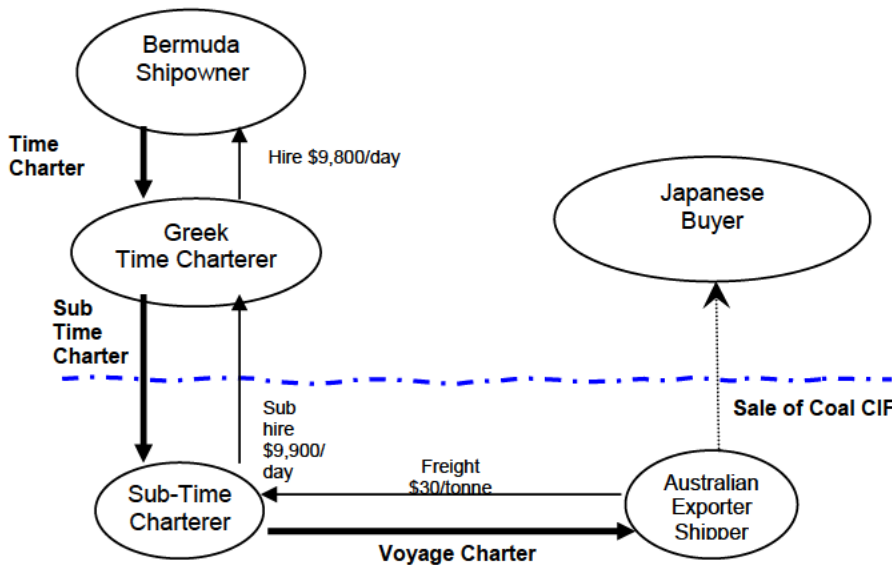 Bermuda
Shipowner
Time
Charter
Hire $9,800/day
Greek
Time Charterer
Japanese
Buyer
Sub
Time
Charter
Sub
hire
$9,900/
day
Sale of Coal CIF
Freight
$30/tonne
Sub-Time
Charterer
Australian
Exporter
Shipper
Voyage Charter